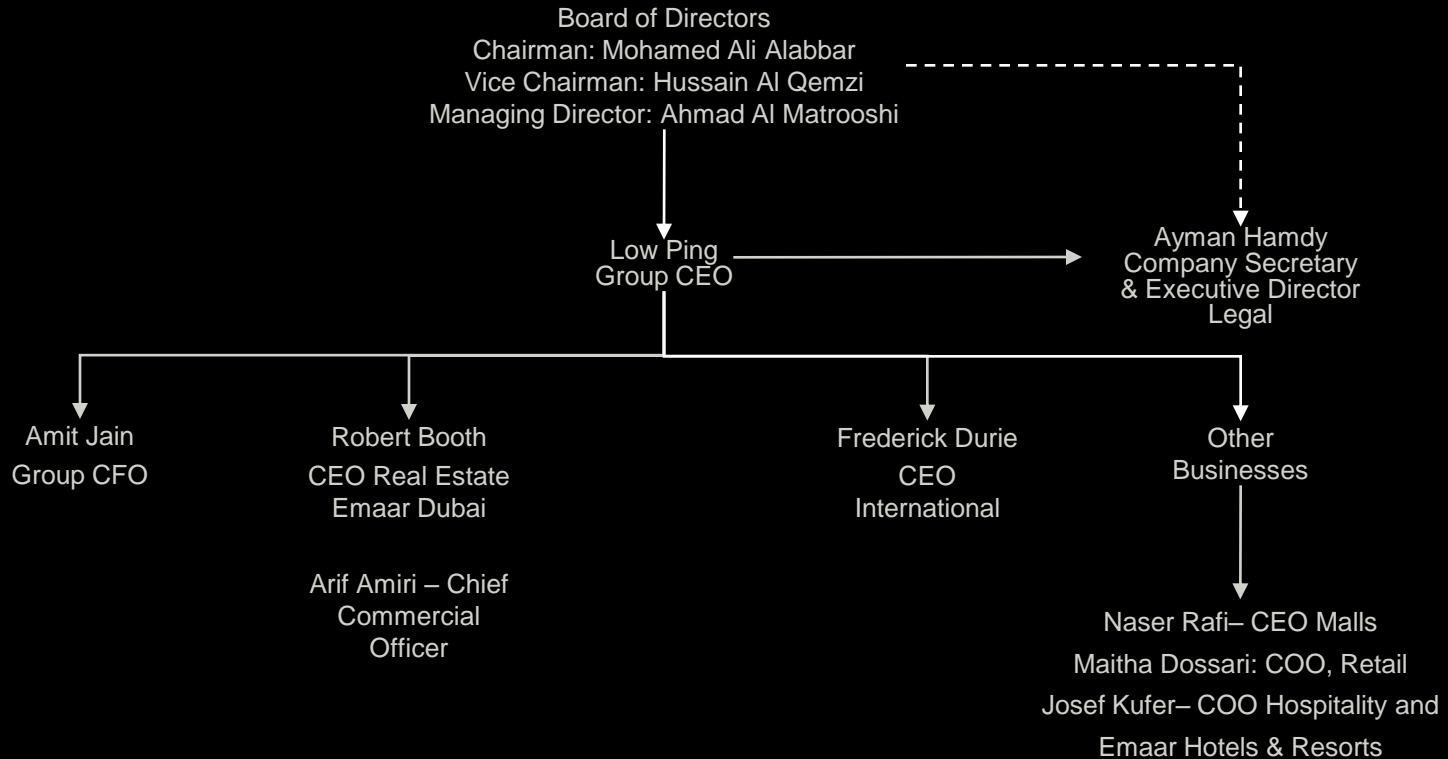 Board of Directors
Chairman: Mohamed Ali Alabbar
Vice Chairman: Hussain Al Qemzi
Managing Director: Ahmad Al Matrooshi
Low Ping
Group CEO
Ayman Hamdy
Company Secretary
& Executive Director
Legal
Amit Jain
Group CFO
Robert Booth
CEO Real Estate
Emaar Dubai
Arif Amiri – Chief
Commercial
Officer
Frederick Durie
CEO
International
Other
Businesses
Naser Rafi– CEO Malls
Maitha Dossari: COO, Retail
Josef Kufer– COO Hospitality and
Emaar Hotels & Resorts